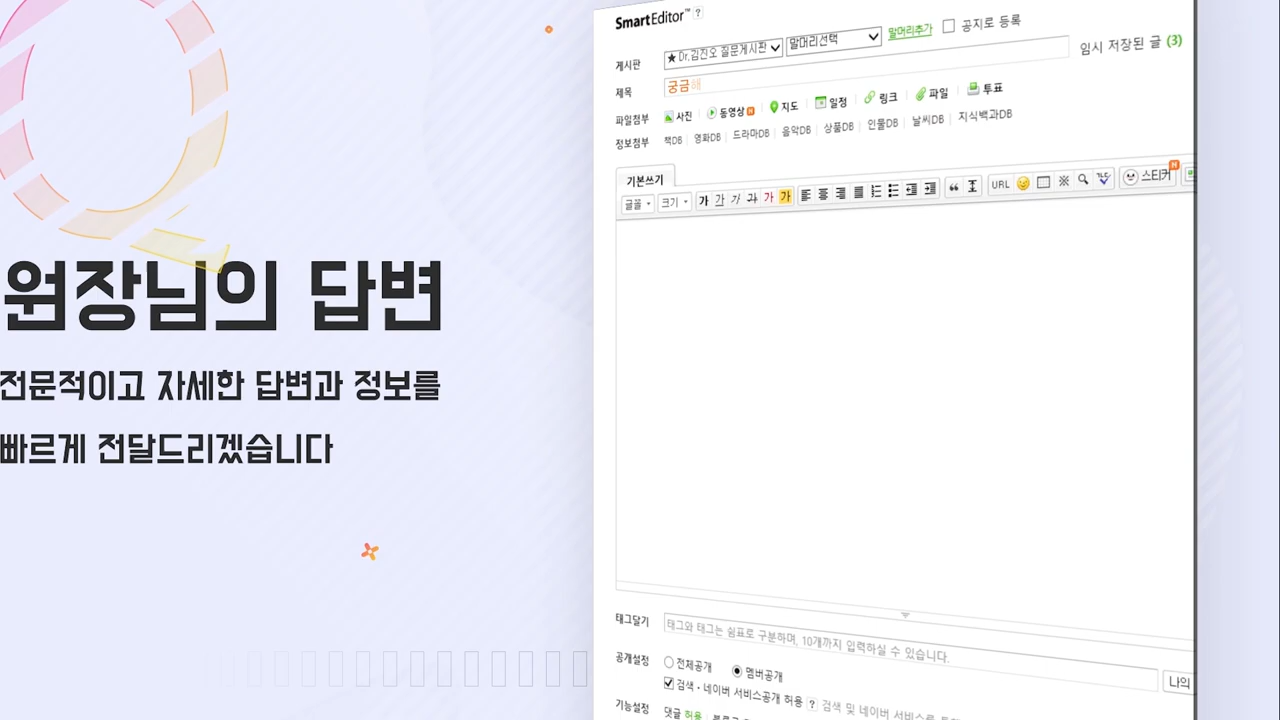 Q
원장님의 답변
전문적이고 자세한 답변과 정보를
빠르게 전달드리겠습니다
SmartEditor™ ?
게시판 ★ Dr.김진오 질문게시판 말머리선택 말머리추가 공지로 등록
제목 궁금해 임시 저장된 글 (3)
파일첨부 사진 동영상 지도 일정 링크 파일 투표
정보첨부 책DB 영화DB 드라마DB 음악DB 상품DB 인물DB 날씨DB 지식백과DB
기본쓰기
글꼴 크기 가 가 가 가 가 가 URL 스티커
태그달기 태그와 태그는 쉼표로 구분하며, 10개까지 입력하실 수 있습니다. 나의
공개설정 전체공개 멤버공개
검색・네이버 서비스공개 허용 ? 검색 및 네이버 서비스를
기능설정 댓글 허용